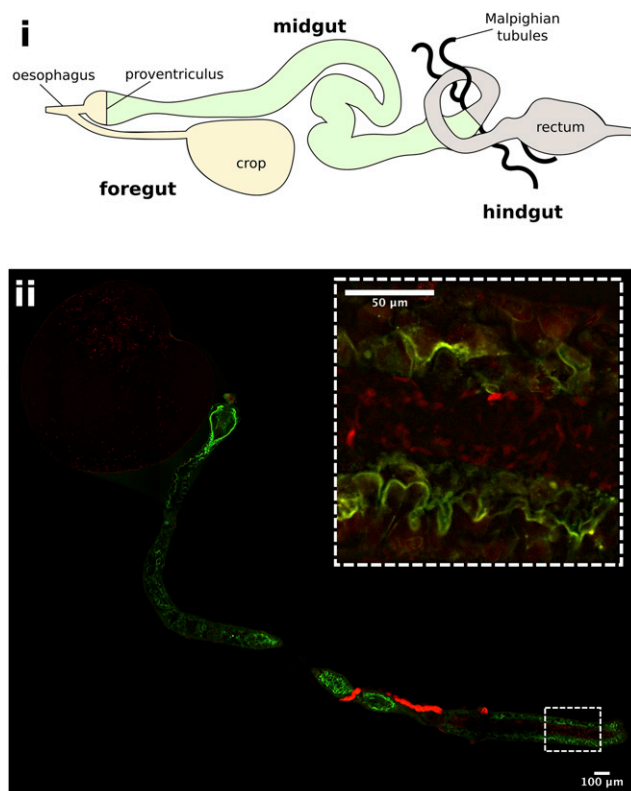 i
midgut
Malpighian
tubules
oesophagus
proventriculus
rectum
crop
foregut
hindgut
ii
50 µm
100 µm